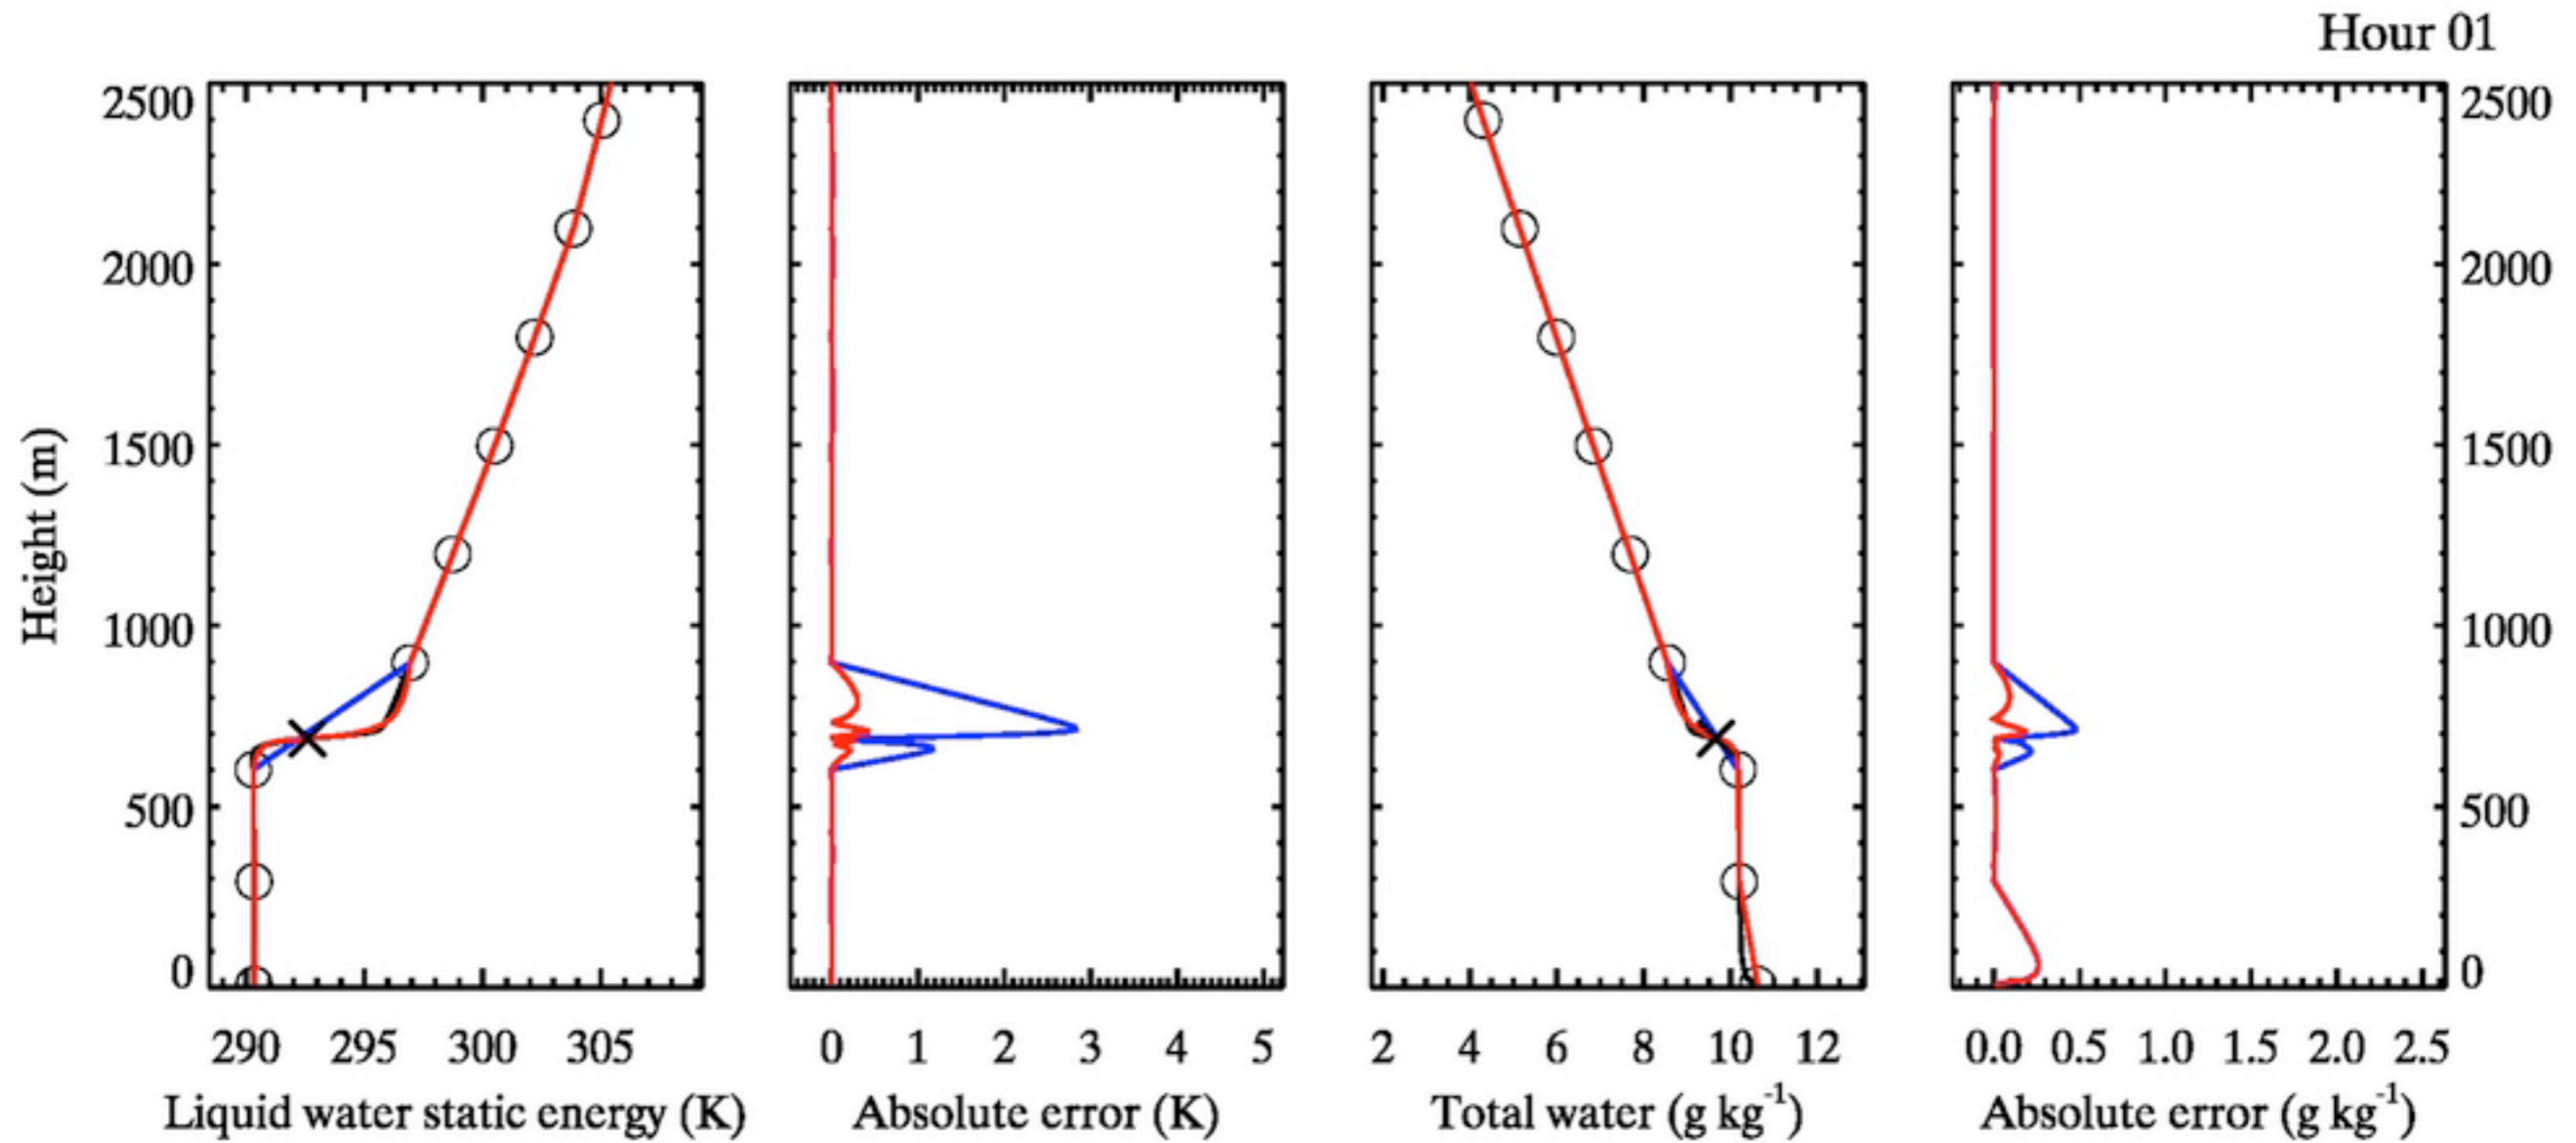 Hour 01
2500
2000
1500
1000
500
0
Height (m)
2500
2000
1500
1000
500
0
290 295 300 305
0 1 2 3 4 5
2 4 6 8 10 12
0.0 0.5 1.0 1.5 2.0 2.5
Liquid water static energy (K)
Absolute error (K)
Total water (g kg⁻¹)
Absolute error (g kg⁻¹)